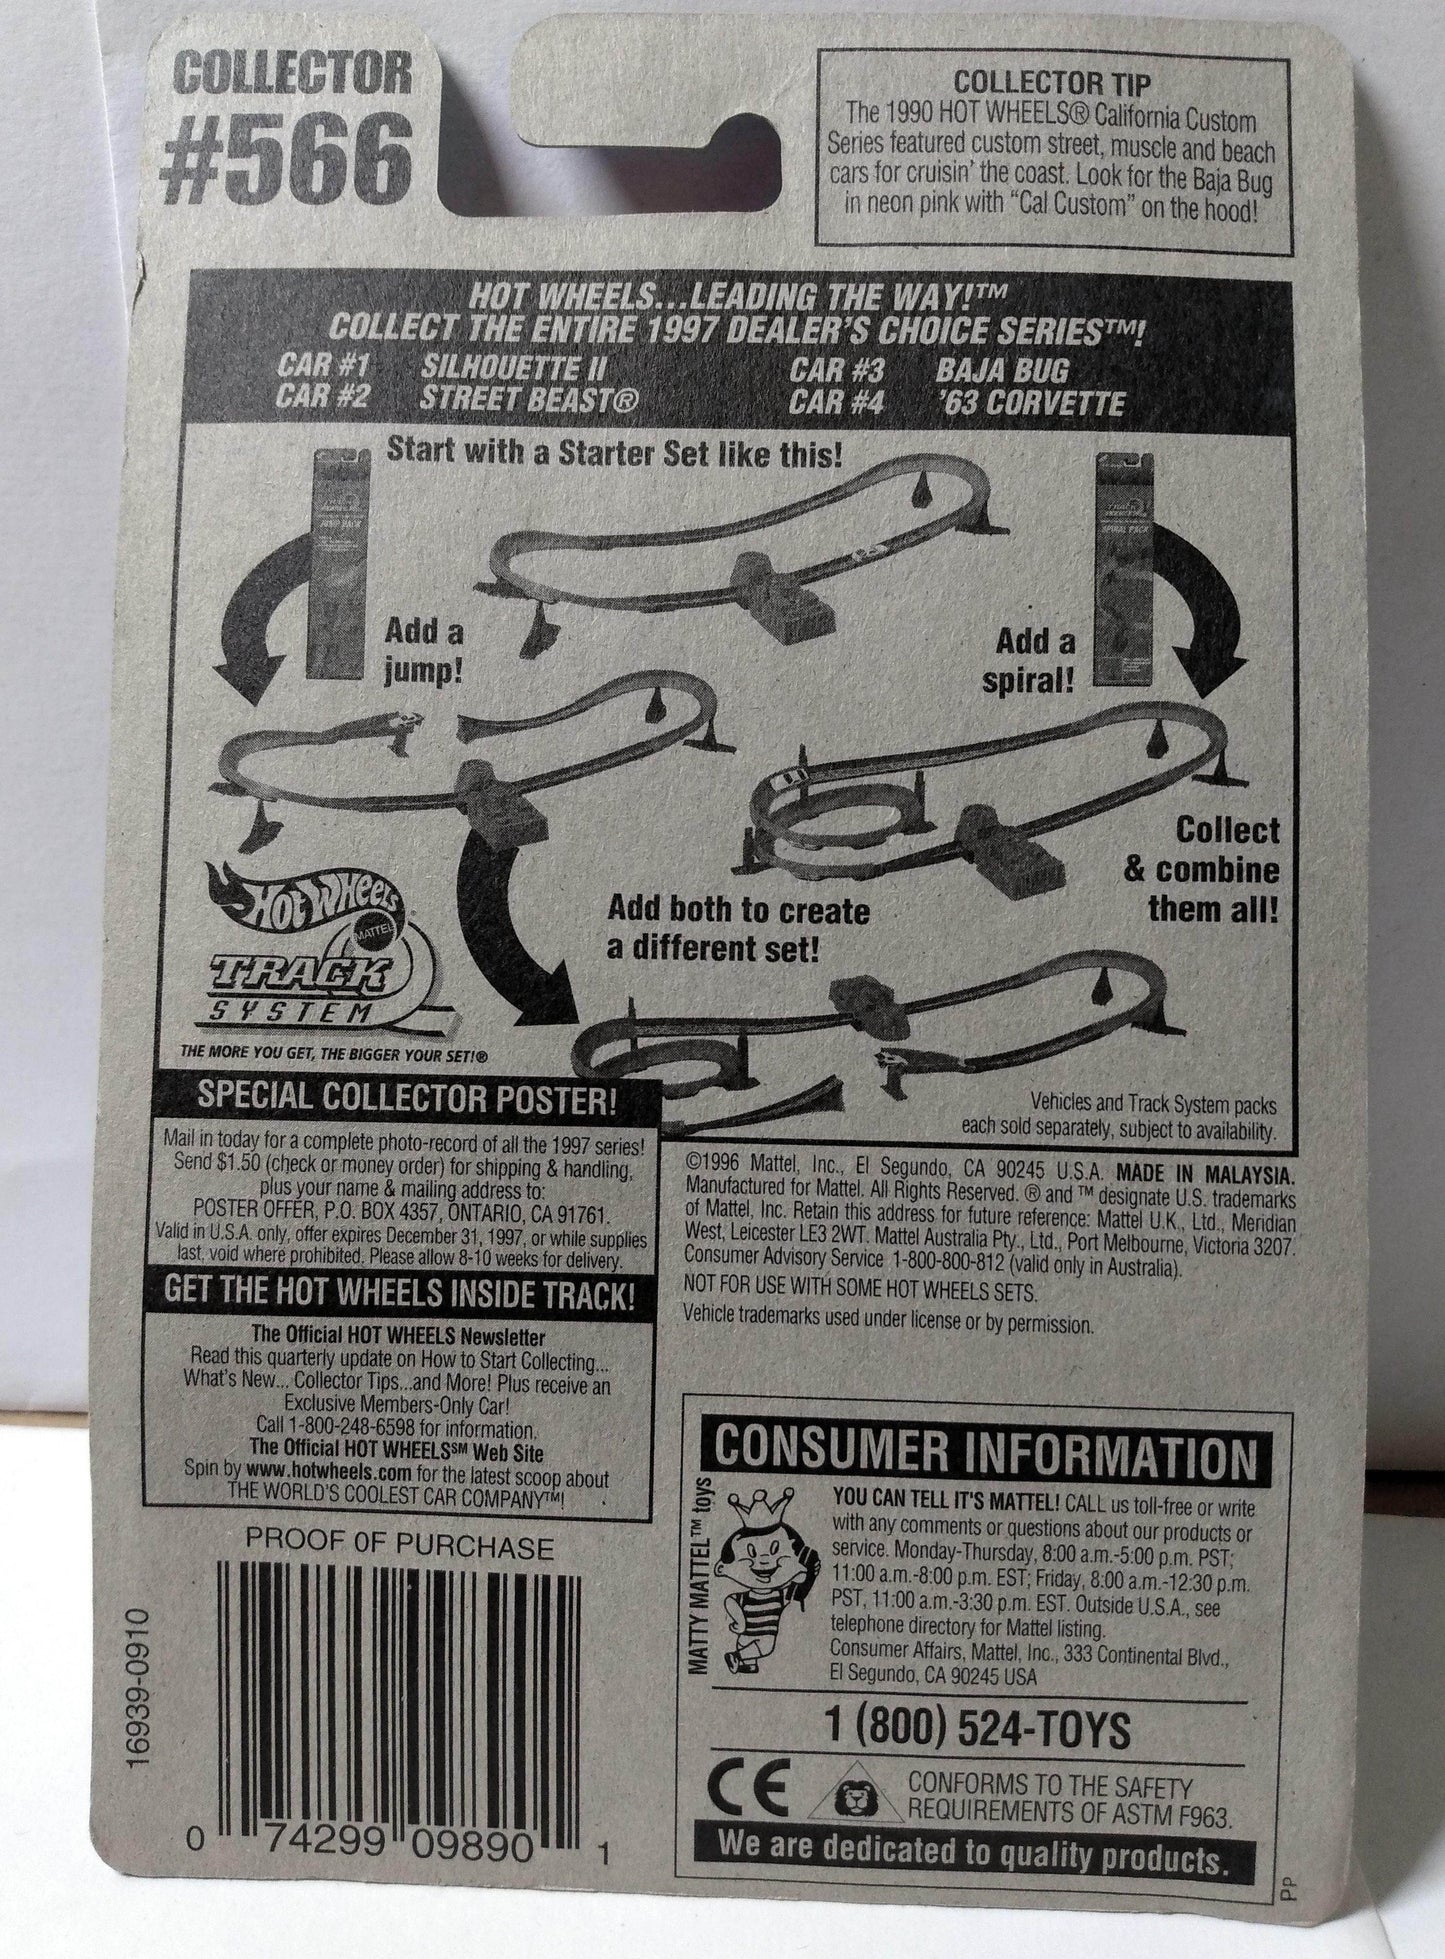 COLLECTOR
#566
COLLECTOR TIP
The 1990 HOT WHEELS® California Custom
Series featured custom street, muscle and beach
cars for cruisin' the coast. Look for the Baja Bug
in neon pink with "Cal Custom" on the hood!
HOT WHEELS...LEADING THE WAY!™
COLLECT THE ENTIRE 1997 DEALER'S CHOICE SERIES™!
CAR #1 SILHOUETTE II CAR #3 BAJA BUG
CAR #2 STREET BEAST® CAR #4 '63 CORVETTE
Start with a Starter Set like this!
JUMP PACK
SPIRAL PACK
Add a
jump!
Add a
spiral!
Collect
& combine
them all!
Add both to create
a different set!
HOT WHEELS
MATTEL
TRACK
SYSTEM
THE MORE YOU GET, THE BIGGER YOUR SET!®
Vehicles and Track System packs
each sold separately, subject to availability.
SPECIAL COLLECTOR POSTER!
Mail in today for a complete photo-record of all the 1997 series!
Send $1.50 (check or money order) for shipping & handling,
plus your name & mailing address to:
POSTER OFFER, P.O. BOX 4357, ONTARIO, CA 91761.
Valid in U.S.A. only, offer expires December 31, 1997, or while supplies
last, void where prohibited. Please allow 8-10 weeks for delivery.
GET THE HOT WHEELS INSIDE TRACK!
The Official HOT WHEELS Newsletter
Read this quarterly update on How to Start Collecting...
What's New... Collector Tips...and More! Plus receive an
Exclusive Members-Only Car!
Call 1-800-248-6598 for information.
The Official HOT WHEELS℠ Web Site
Spin by www.hotwheels.com for the latest scoop about
THE WORLD'S COOLEST CAR COMPANY™!
©1996 Mattel, Inc., El Segundo, CA 90245 U.S.A. MADE IN MALAYSIA.
Manufactured for Mattel. All Rights Reserved. ® and ™ designate U.S. trademarks
of Mattel, Inc. Retain this address for future reference: Mattel U.K., Ltd., Meridian
West, Leicester LE3 2WT. Mattel Australia Pty., Ltd., Port Melbourne, Victoria 3207.
Consumer Advisory Service 1-800-800-812 (valid only in Australia).
NOT FOR USE WITH SOME HOT WHEELS SETS.
Vehicle trademarks used under license or by permission.
PROOF OF PURCHASE
16939-0910
0 74299 09890 1
CONSUMER INFORMATION
MATTY MATTEL™ toys
YOU CAN TELL IT'S MATTEL! CALL us toll-free or write
with any comments or questions about our products or
service. Monday-Thursday, 8:00 a.m.-5:00 p.m. PST;
11:00 a.m.-8:00 p.m. EST; Friday, 8:00 a.m.-12:30 p.m.
PST, 11:00 a.m.-3:30 p.m. EST. Outside U.S.A., see
telephone directory for Mattel listing.
Consumer Affairs, Mattel, Inc., 333 Continental Blvd.,
El Segundo, CA 90245 USA
1 (800) 524-TOYS
CE
CONFORMS TO THE SAFETY
REQUIREMENTS OF ASTM F963.
We are dedicated to quality products.
PP